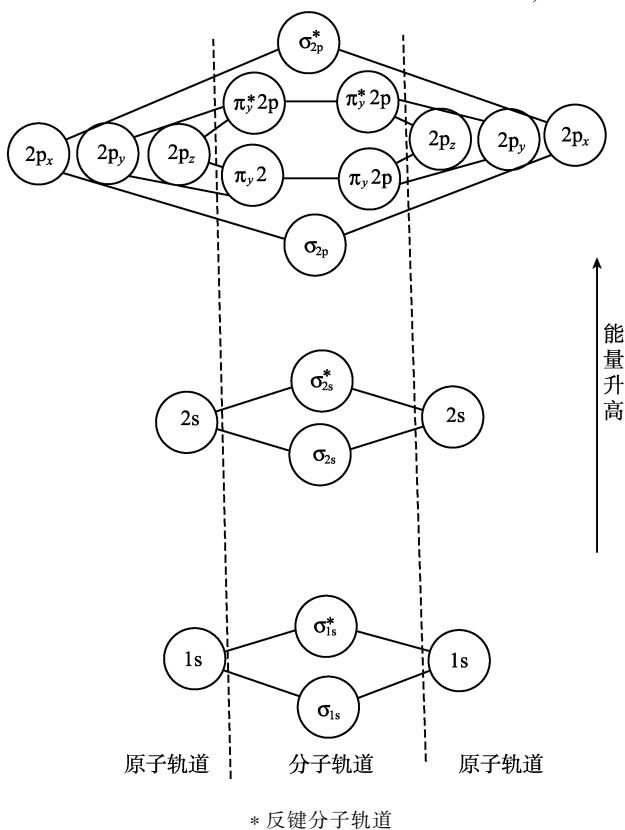 σ*2p
π*y2p π*y2p
2px 2py 2pz 2pz 2py 2px
πy2 πy2p
σ2p
能量升高
σ*2s
2s 2s
σ2s
σ*1s
1s 1s
σ1s
原子轨道 分子轨道 原子轨道
* 反键分子轨道